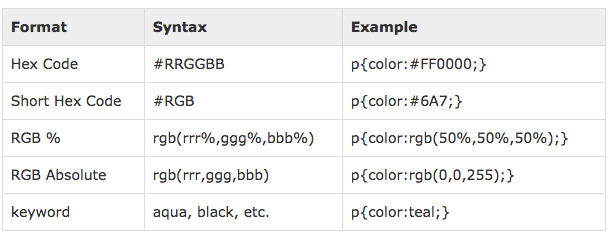 Format Syntax Example
Hex Code #RRGGBB p{color:#FF0000;}
Short Hex Code #RGB p{color:#6A7;}
RGB % rgb(rrr%,ggg%,bbb%) p{color:rgb(50%,50%,50%);}
RGB Absolute rgb(rrr,ggg,bbb) p{color:rgb(0,0,255);}
keyword aqua, black, etc. p{color:teal;}